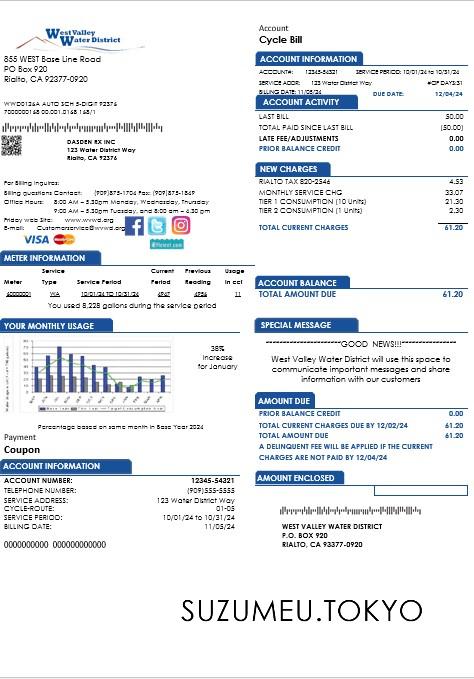 West Valley
Water District
855 WEST Base Line Road
PO Box 920
Rialto, CA 92377-0920
WWD0126A AUTO SCH 5-DIGIT 92376
7000000168 00.001.0168 168/1
DASDEN RX INC
123 Water District Way
Rialto, CA 92376
For Billing Inquires:
Billing questions Contact: (909)875-1706 Fax: (909)875-1869
Office Hours: 8:00 AM – 5:30pm Monday, Wednesday, Thursday
9:00 AM – 5:30pm Tuesday, and 8:00 am – 6:30 pm
Friday web Site: www.wvwd.org
E-mail: Customerservice@wvwd.org
VISA
METER INFORMATION
Service Current Previous Usage
Meter Type Service Period Period Reading In ccf
60000001 WA 10/01/24 TO 10/31/24 4967 4956 11
You used 8,228 gallons during the service period
YOUR MONTHLY USAGE
38%
Increase
for January
Percentage based on same month in Base Year 2024
Payment
Coupon
ACCOUNT INFORMATION
ACCOUNT NUMBER: 12345-54321
TELEPHONE NUMBER: (909)555-5555
SERVICE ADDRESS: 123 Water District Way
CYCLE-ROUTE: 01-05
SERVICE PERIOD: 10/01/24 to 10/31/24
BILLING DATE: 11/05/24
0000000000 000000000000
Account
Cycle Bill
ACCOUNT INFORMATION
ACCOUNT#: 12345-54321 SERVICE PERIOD: 10/01/24 to 10/31/24
SERVICE ADDR: 123 Water District Way #OF DAYS:31
BILLING DATE: 11/05/24 DUE DATE: 12/04/24
ACCOUNT ACTIVITY
LAST BILL 50.00
TOTAL PAID SINCE LAST BILL (50.00)
LATE FEE/ADJUSTMENTS 0.00
PRIOR BALANCE CREDIT 0.00
NEW CHARGES
RIALTO TAX 820-2546 4.53
MONTHLY SERVICE CHG 33.07
TIER 1 CONSUMPTION (10 Units) 21.30
TIER 2 CONSUMPTION (1 Units) 2.30
TOTAL CURRENT CHARGES 61.20
ACCOUNT BALANCE
TOTAL AMOUNT DUE 61.20
SPECIAL MESSAGE
GOOD NEWS!!!
West Valley Water District will use this space to
communicate important messages and share
information with our customers
AMOUNT DUE
PRIOR BALANCE CREDIT 0.00
TOTAL CURRENT CHARGES DUE BY 12/02/24 61.20
TOTAL AMOUNT DUE 61.20
A DELINQUENT FEE WILL BE APPLIED IF THE CURRENT
CHARGES ARE NOT PAID BY 12/04/24
AMOUNT ENCLOSED
WEST VALLEY WATER DISTRICT
P.O. BOX 920
RIALTO, CA 93377-0920
SUZUMEU.TOKYO